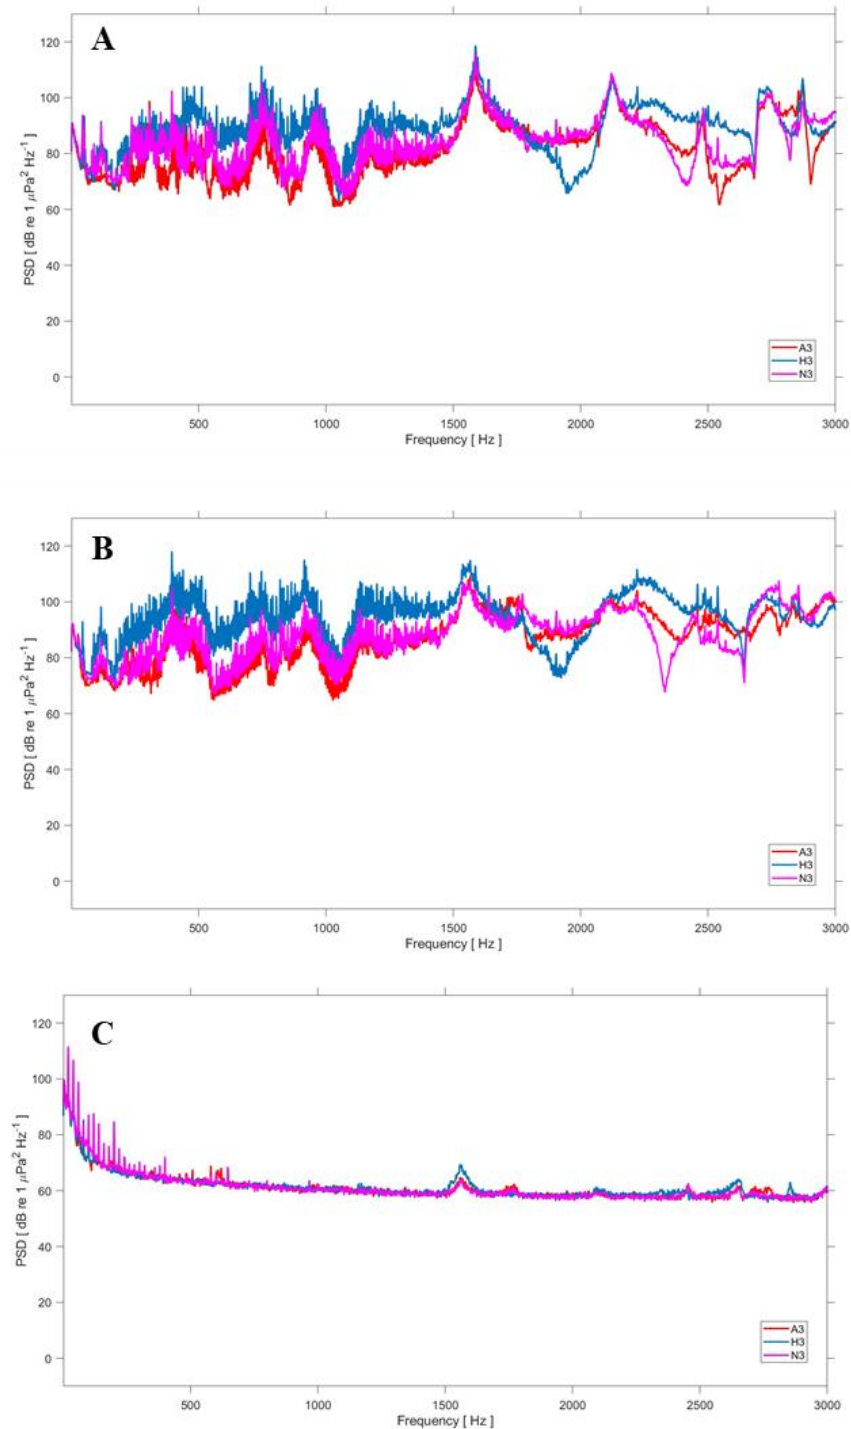 A
120
100
80
60
40
20
0
PSD [ dB re 1 μPa² Hz⁻¹ ]
A3
H3
N3
500 1000 1500 2000 2500 3000
Frequency [ Hz ]
B
120
100
80
60
40
20
0
PSD [ dB re 1 μPa² Hz⁻¹ ]
A3
H3
N3
500 1000 1500 2000 2500 3000
Frequency [ Hz ]
C
120
100
80
60
40
20
0
PSD [ dB re 1 μPa² Hz⁻¹ ]
A3
H3
N3
500 1000 1500 2000 2500 3000
Frequency [ Hz ]